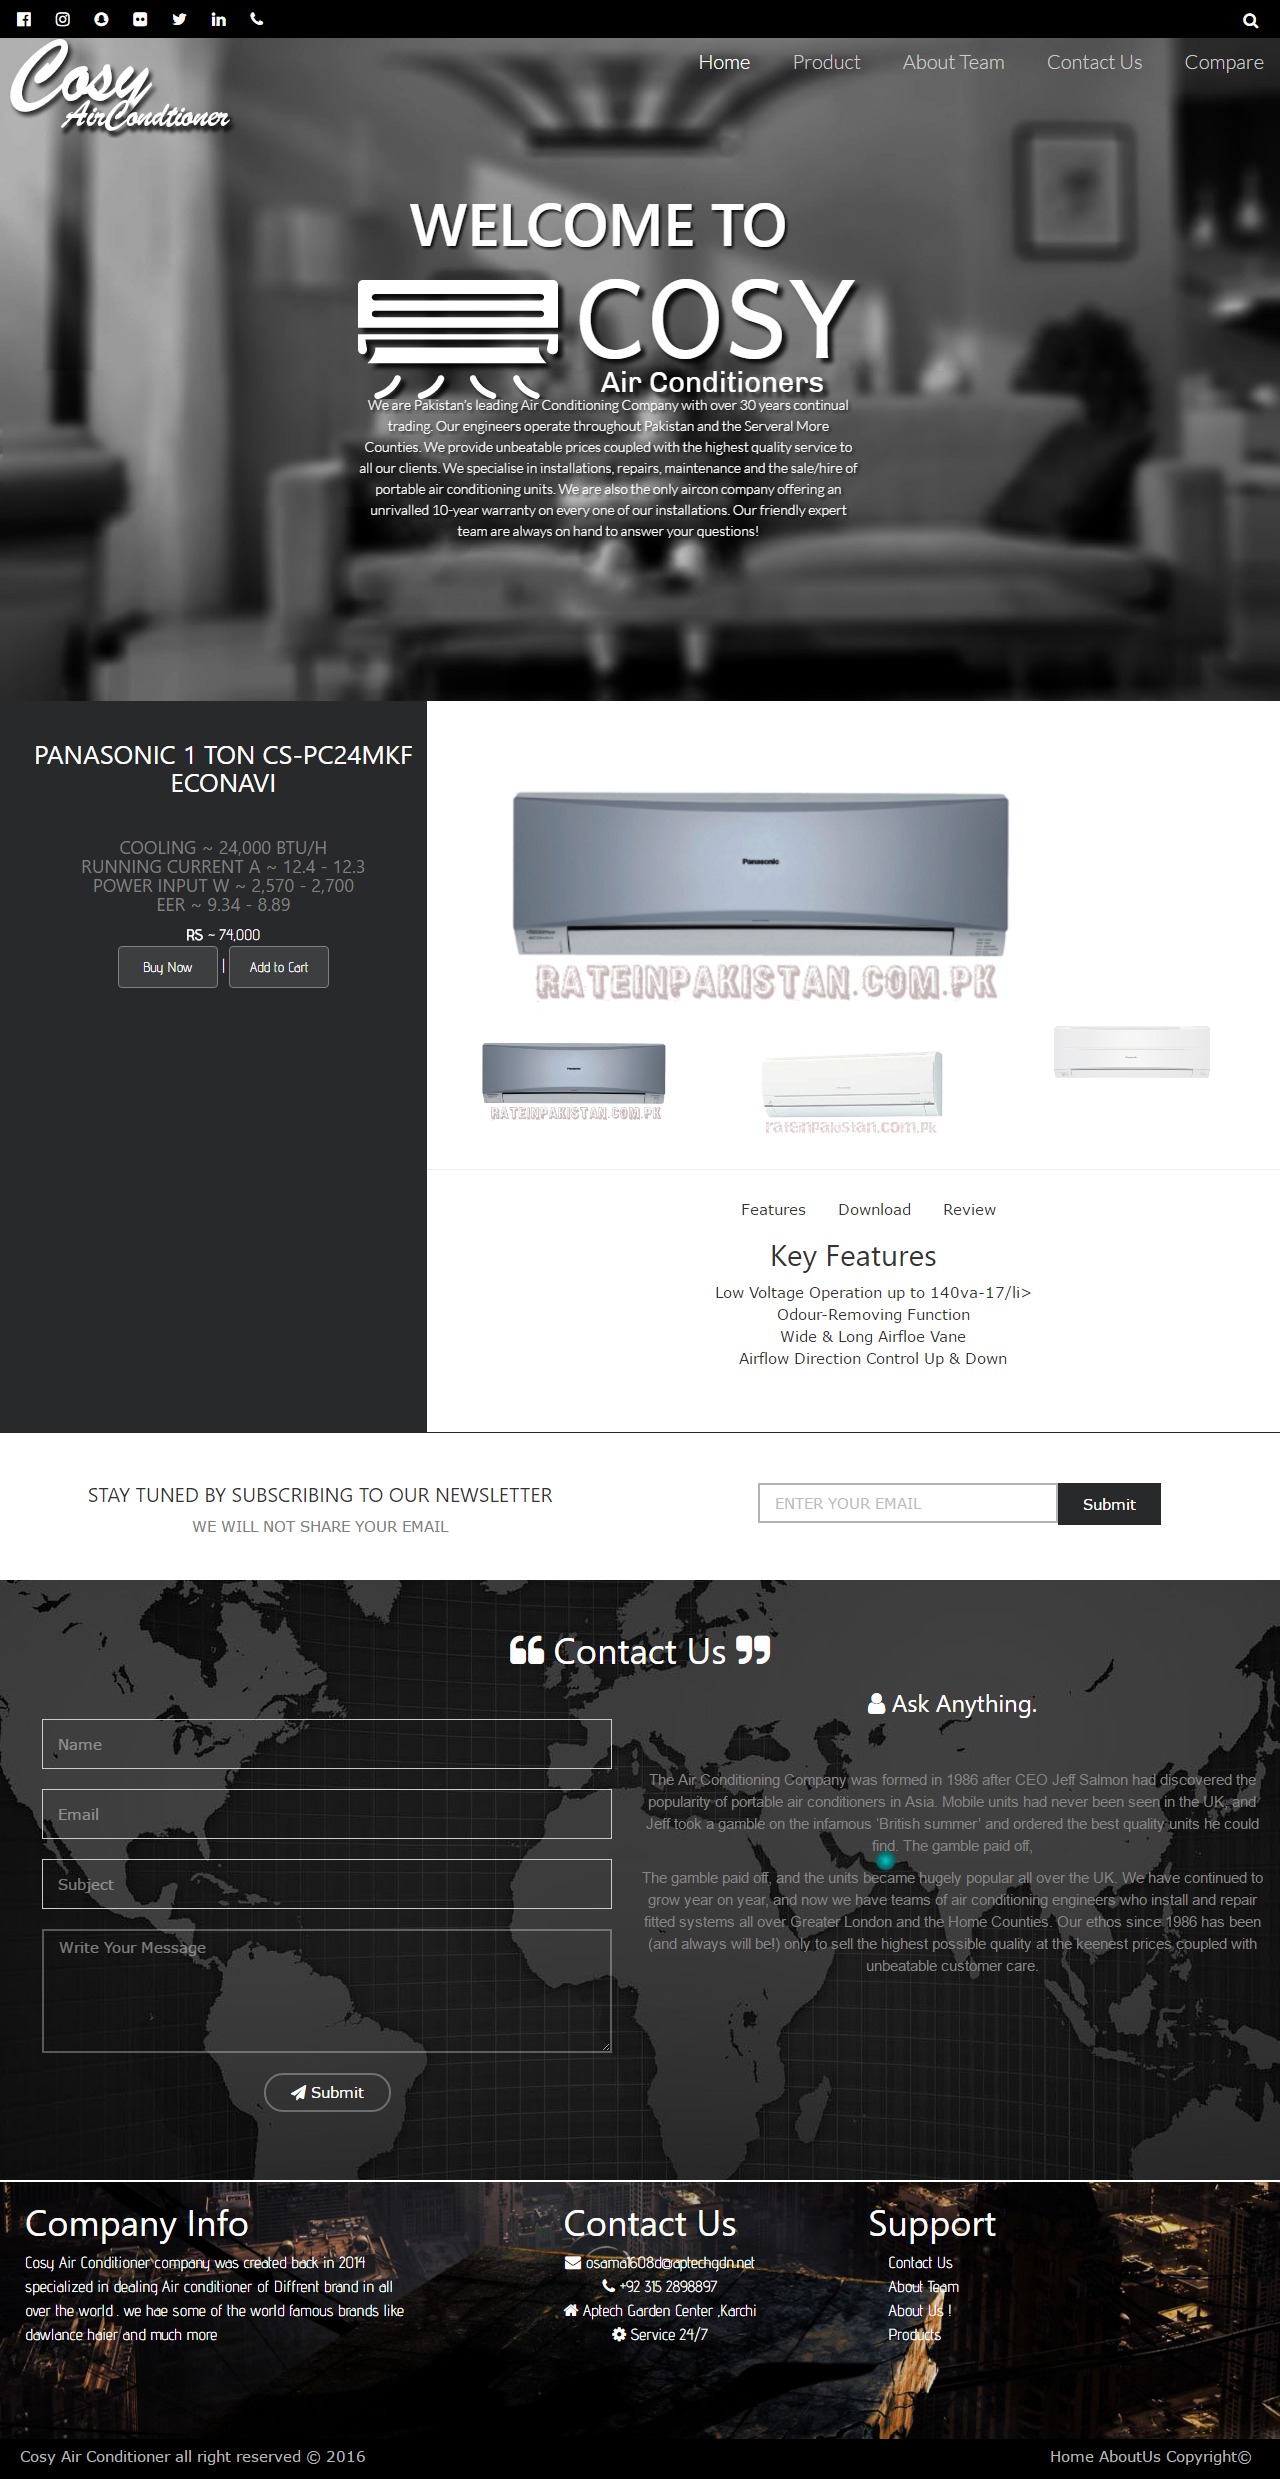 Cosy
AirCondtioner
Home Product About Team Contact Us Compare
WELCOME TO
COSY
Air Conditioners
We are Pakistan's leading Air Conditioning Company with over 30 years continual
trading. Our engineers operate throughout Pakistan and the Serveral More
Counties. We provide unbeatable prices coupled with the highest quality service to
all our clients. We specialise in installations, repairs, maintenance and the sale/hire of
portable air conditioning units. We are also the only aircon company offering an
unrivalled 10-year warranty on every one of our installations. Our friendly expert
team are always on hand to answer your questions!
PANASONIC 1 TON CS-PC24MKF
ECONAVI
COOLING ~ 24,000 BTU/H
RUNNING CURRENT A ~ 12.4 - 12.3
POWER INPUT W ~ 2,570 - 2,700
EER ~ 9.34 - 8.89
RS ~ 74,000
Buy Now | Add to Cart
Panasonic
RATEINPAKISTAN.COM.PK
RATEINPAKISTAN.COM.PK
rateinpakistan.com.pk
Features Download Review
Key Features
Low Voltage Operation up to 140va-17/li>
Odour-Removing Function
Wide & Long Airfloe Vane
Airflow Direction Control Up & Down
STAY TUNED BY SUBSCRIBING TO OUR NEWSLETTER
WE WILL NOT SHARE YOUR EMAIL
ENTER YOUR EMAIL
Submit
❝ Contact Us ❞
Ask Anything.
Name
Email
Subject
Write Your Message
Submit
The Air Conditioning Company was formed in 1986 after CEO Jeff Salmon had discovered the
popularity of portable air conditioners in Asia. Mobile units had never been seen in the UK, and
Jeff took a gamble on the infamous 'British summer' and ordered the best quality units he could
find. The gamble paid off,
The gamble paid off, and the units became hugely popular all over the UK. We have continued to
grow year on year, and now we have teams of air conditioning engineers who install and repair
fitted systems all over Greater London and the Home Counties. Our ethos since 1986 has been
(and always will be!) only to sell the highest possible quality at the keenest prices coupled with
unbeatable customer care.
Company Info
Cosy Air Conditioner company was created back in 2014
specialized in dealing Air conditioner of Diffrent brand in all
over the world . we hae some of the world famous brands like
dawlance haier and much more
Contact Us
osama1608d@aptechgdn.net
+92 315 2898897
Aptech Garden Center ,Karchi
Service 24/7
Support
Contact Us
About Team
About Us !
Products
Cosy Air Conditioner all right reserved © 2016
Home AboutUs Copyright©